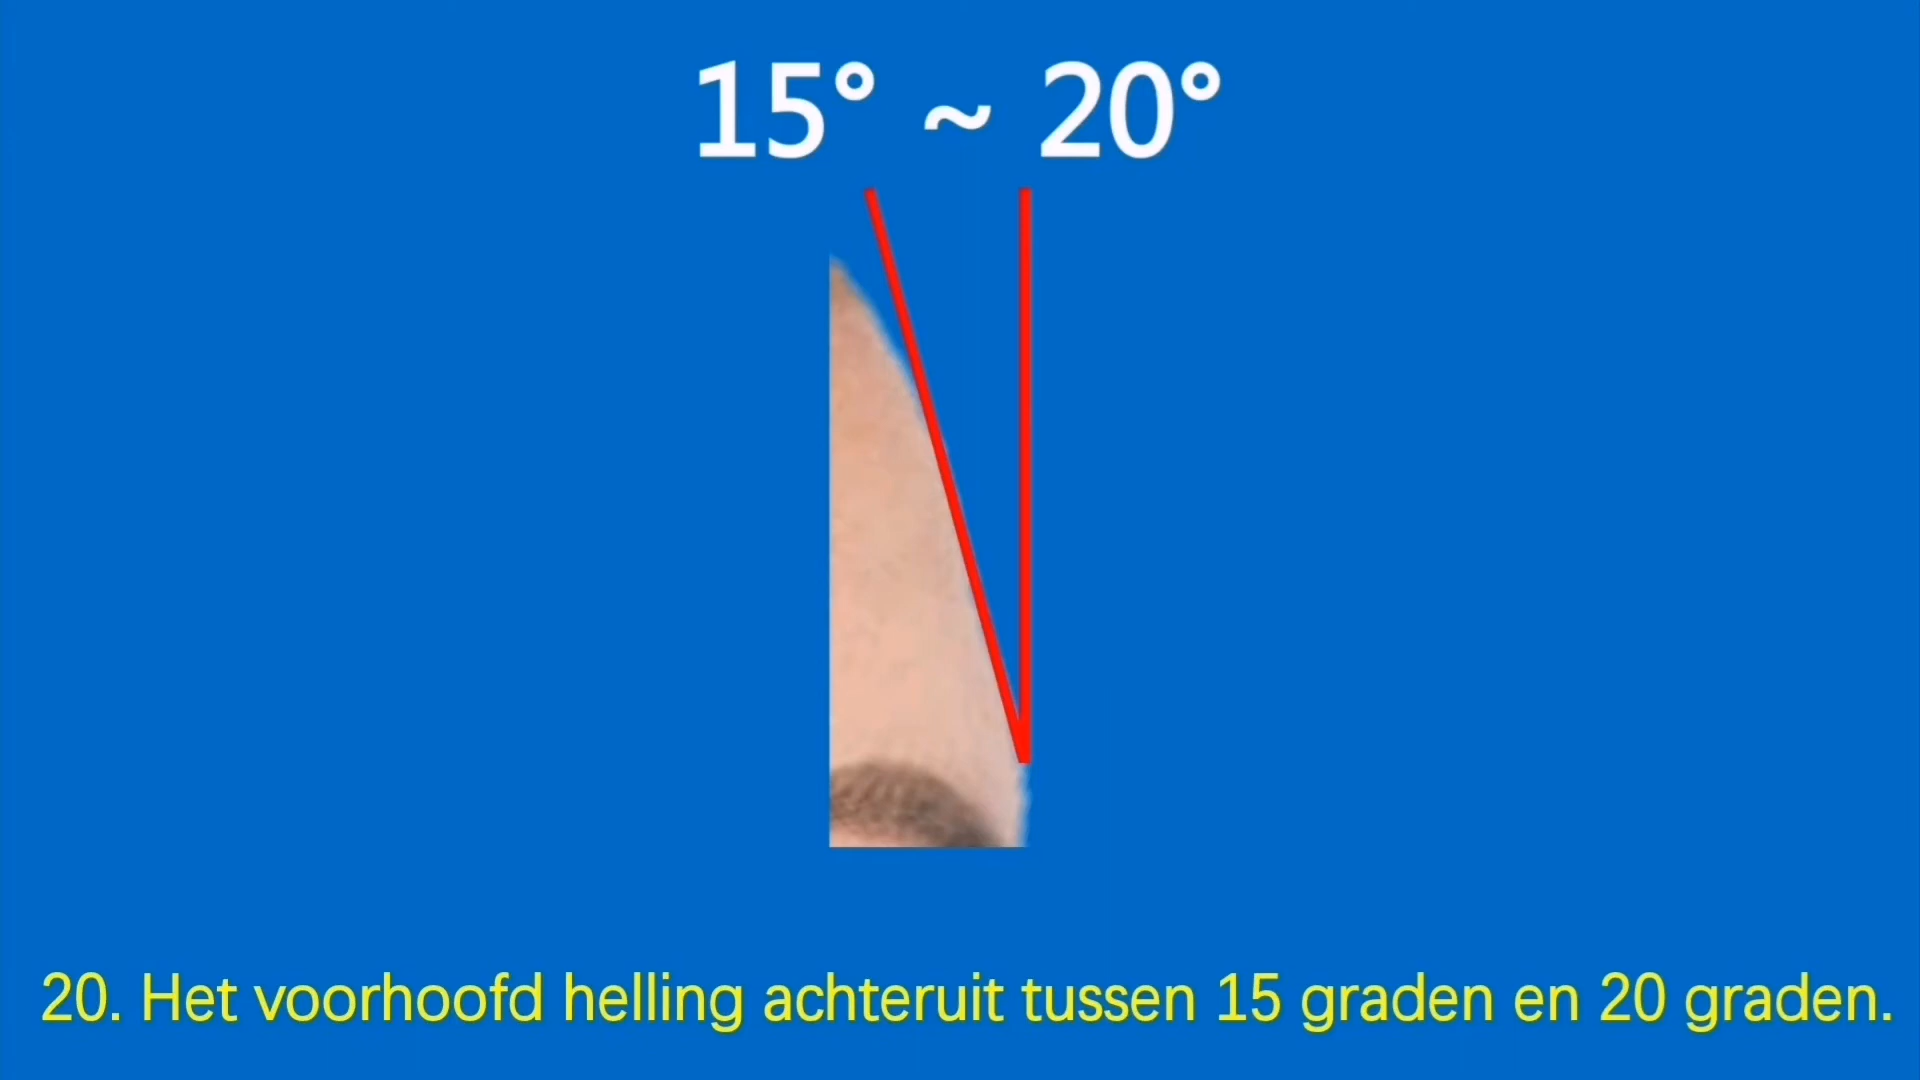 15° ~ 20°
20. Het voorhoofd helling achteruit tussen 15 graden en 20 graden.